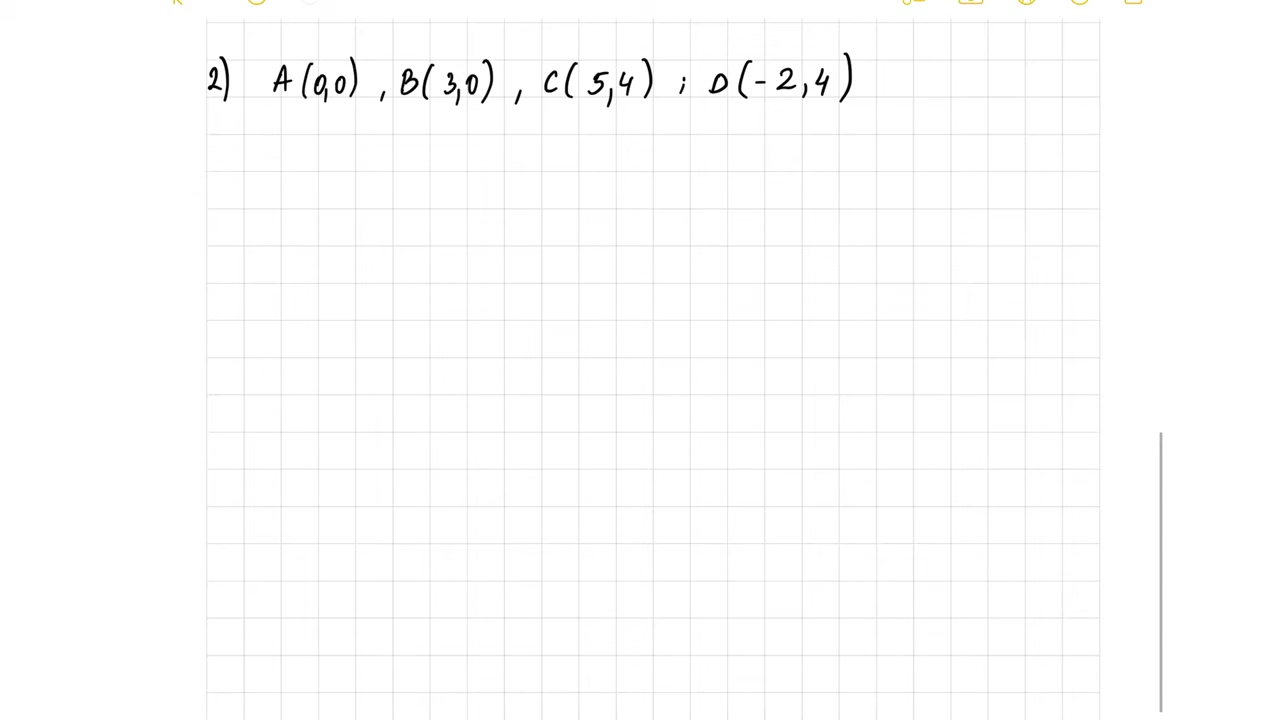 2) A(0,0) , B(3,0) , C(5,4) ; D(-2,4)